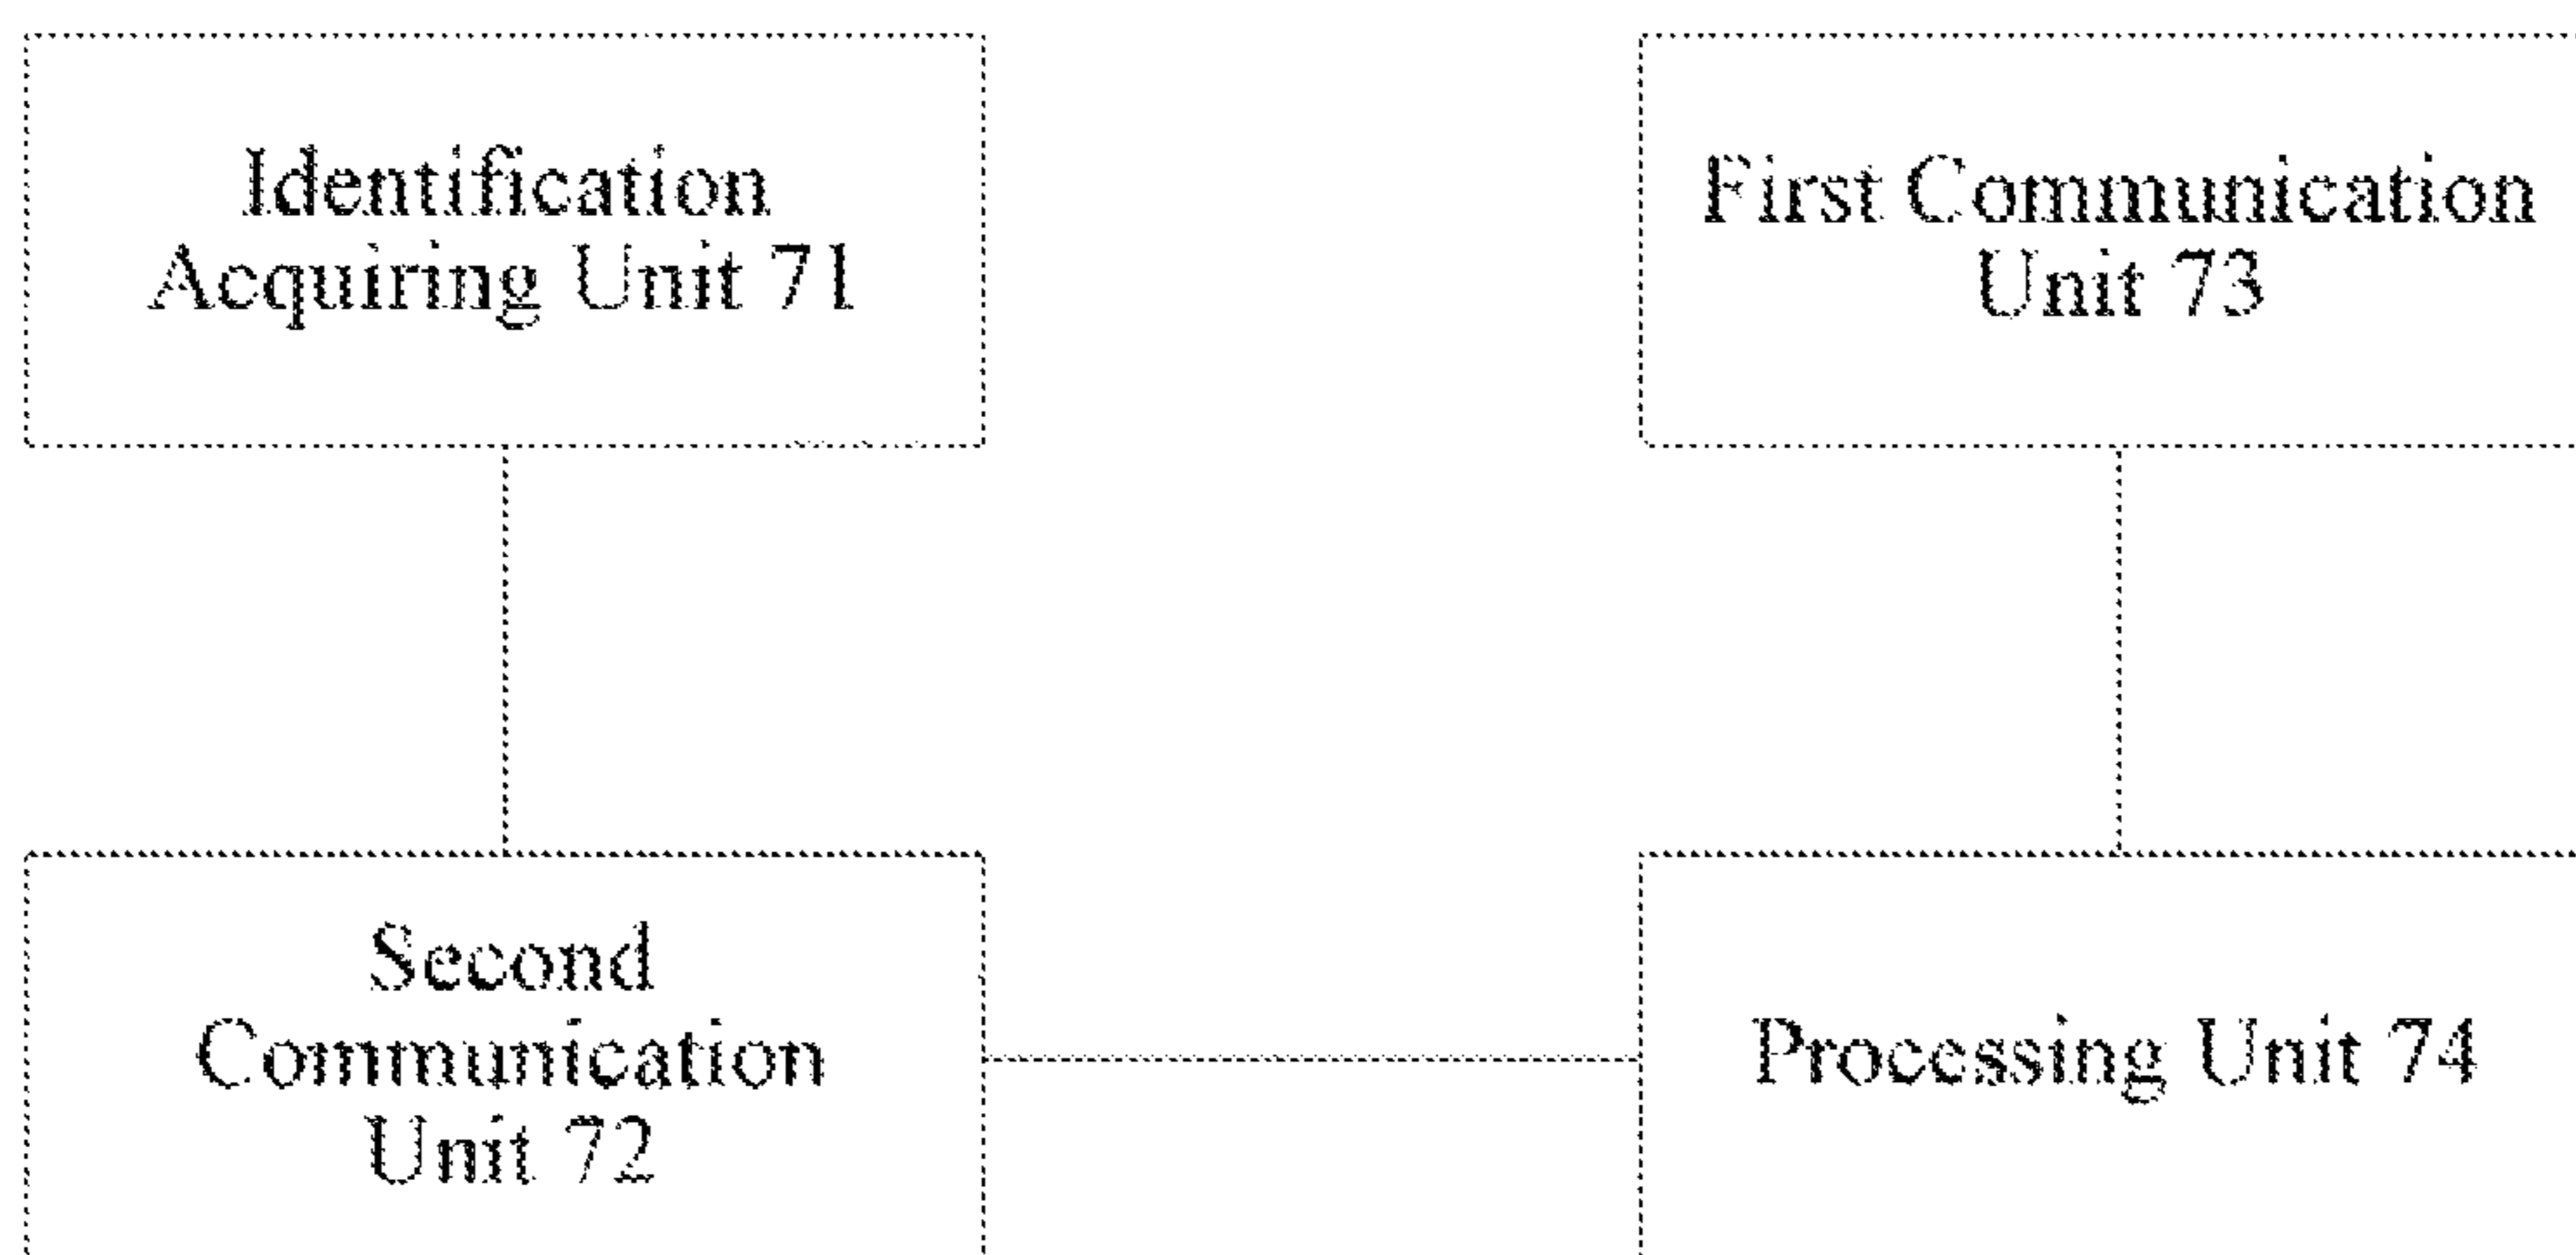 Identification
Acquiring Unit 71
First Communication
Unit 73
Second
Communication
Unit 72
Processing Unit 74